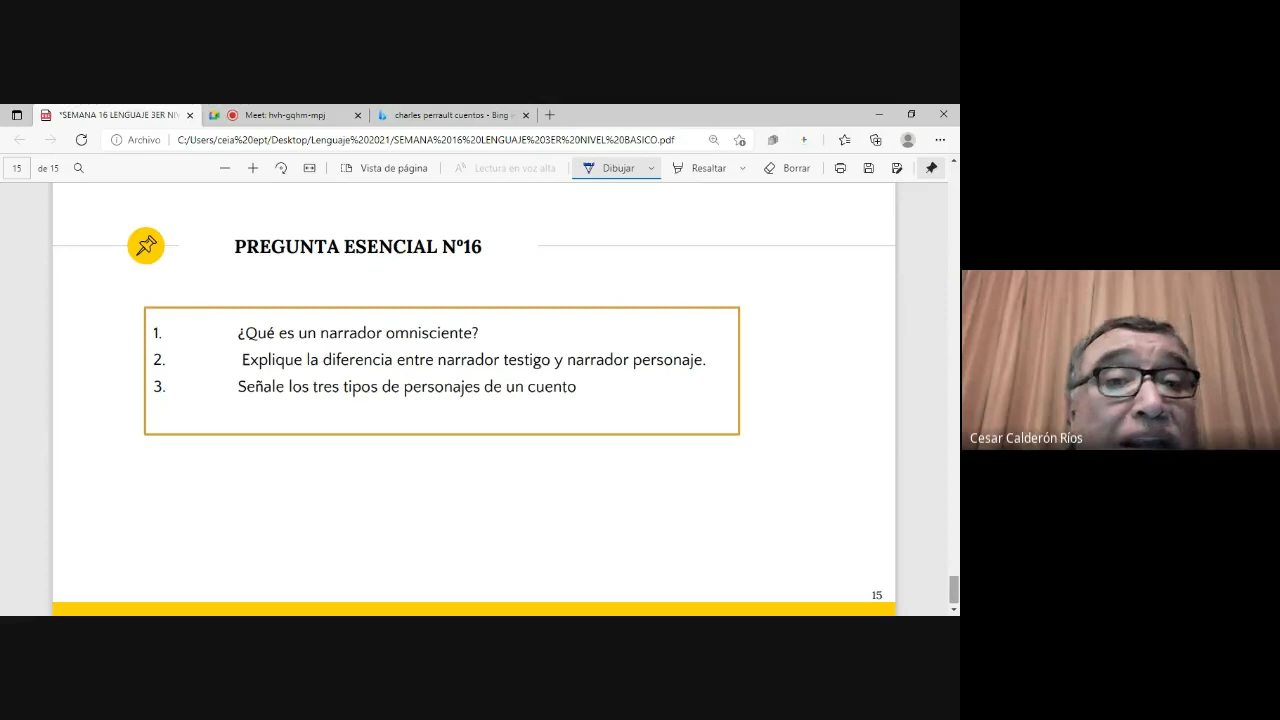 *SEMANA 16 LENGUAJE 3ER NIV
Meet: hvh-gqhm-mpj
charles perrault cuentos - Bing
Archivo
C:/Users/ceia%20ept/Desktop/Lenguaje%202021/SEMANA%2016%20LENGUAJE%203ER%20NIVEL%20BASICO.pdf
15 de 15
Vista de página
Lectura en voz alta
Dibujar
Resaltar
Borrar
PREGUNTA ESENCIAL Nº16
1. ¿Qué es un narrador omnisciente?
2. Explique la diferencia entre narrador testigo y narrador personaje.
3. Señale los tres tipos de personajes de un cuento
Cesar Calderón Ríos
15